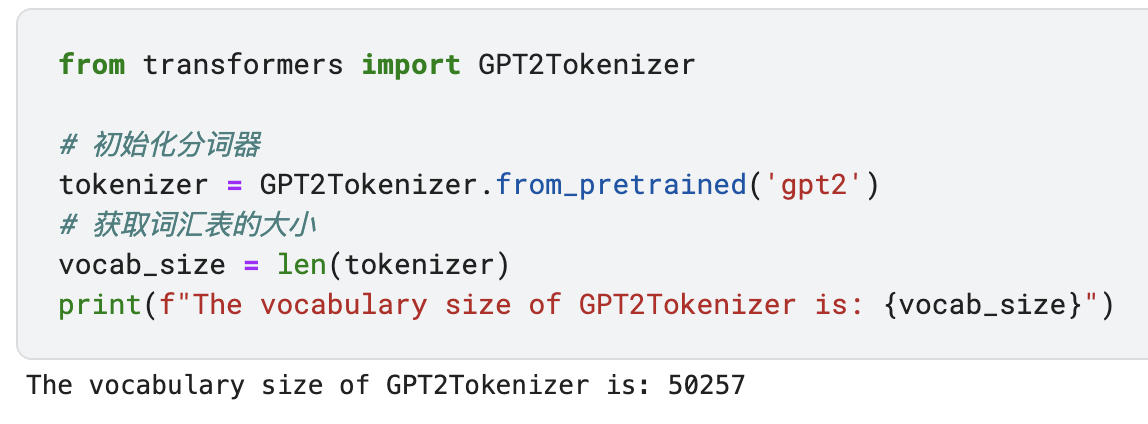 from transformers import GPT2Tokenizer
# 初始化分词器
tokenizer = GPT2Tokenizer.from_pretrained('gpt2')
# 获取词汇表的大小
vocab_size = len(tokenizer)
print(f"The vocabulary size of GPT2Tokenizer is: {vocab_size}")
The vocabulary size of GPT2Tokenizer is: 50257